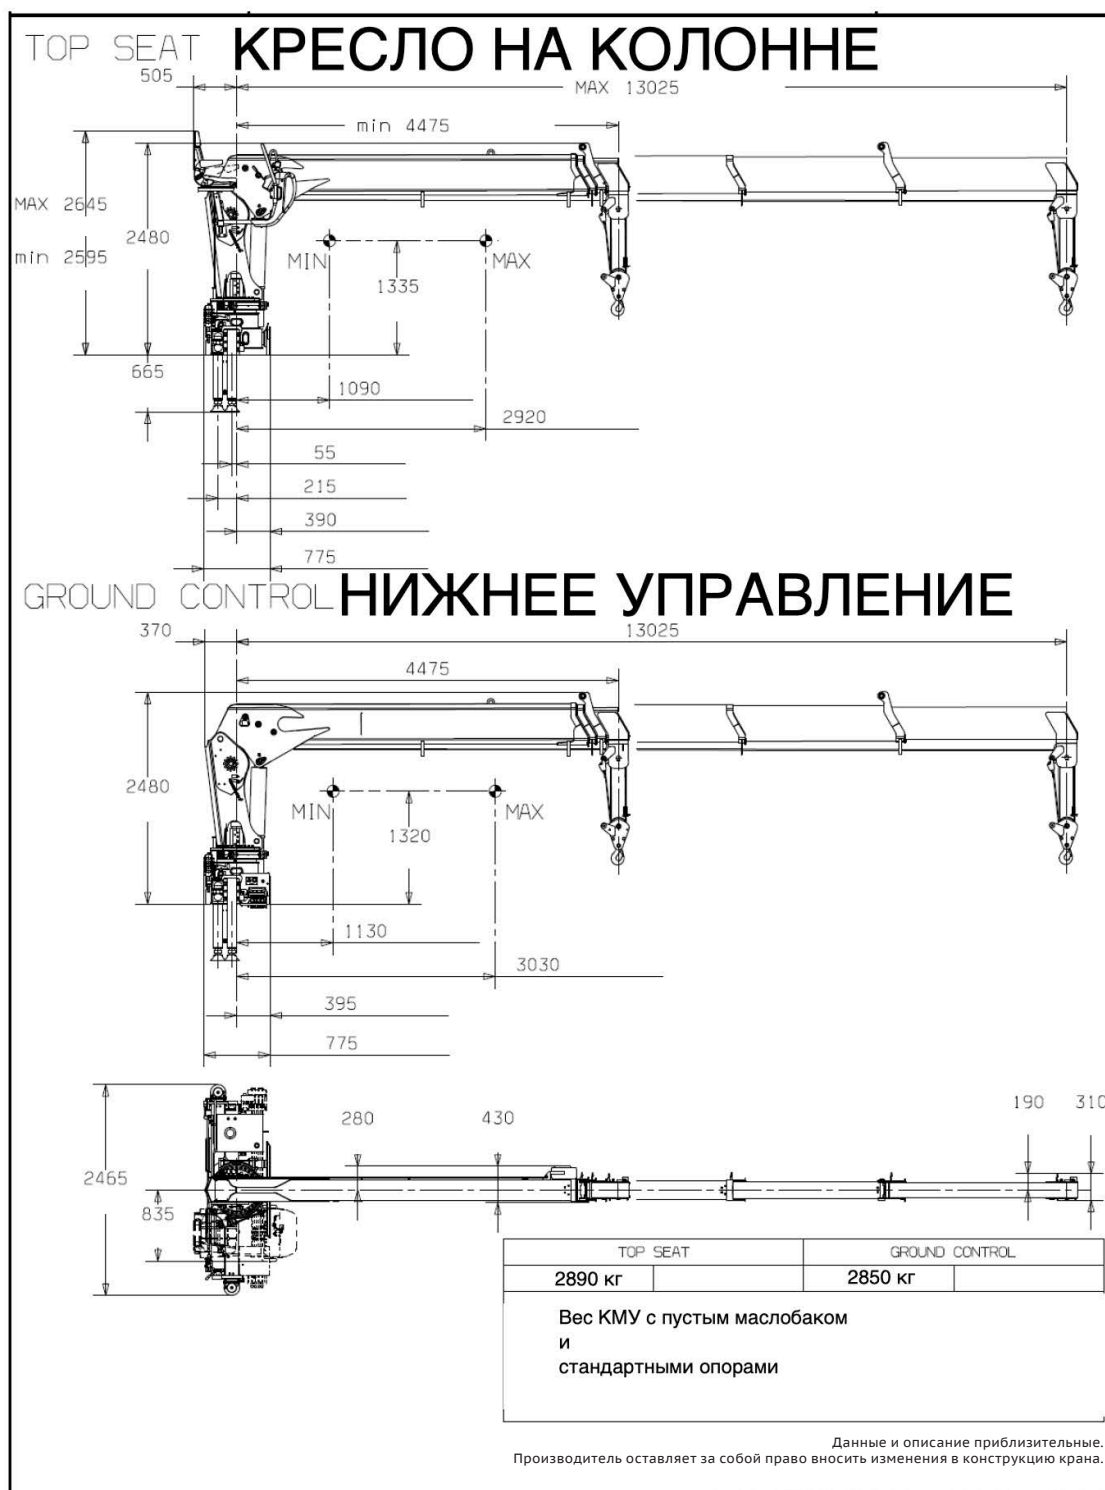 TOP SEAT КРЕСЛО НА КОЛОННЕ
505
MAX 13025
min 4475
MAX 2645
2480
min 2595
MIN
MAX
1335
665
1090
2920
55
215
390
775
GROUND CONTROL НИЖНЕЕ УПРАВЛЕНИЕ
370
13025
4475
2480
MIN
MAX
1320
1130
3030
395
775
280
430
190
310
2465
835
TOP SEAT GROUND CONTROL
2890 кг 2850 кг
Вес КМУ с пустым маслобаком
и
стандартными опорами
Данные и описание приблизительные.
Производитель оставляет за собой право вносить изменения в конструкцию крана.